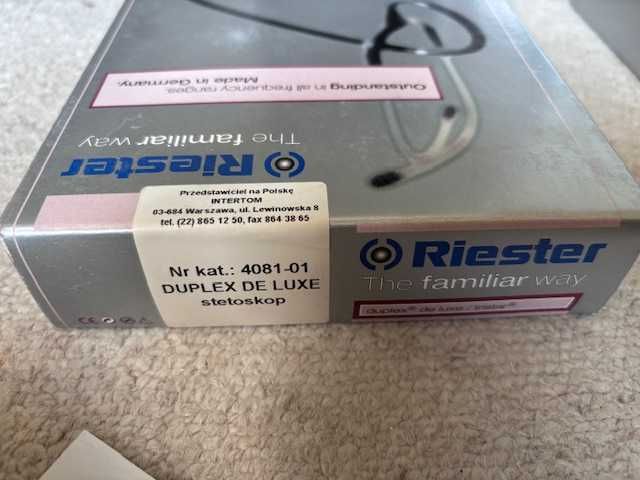 Outstanding in all frequency ranges.
Made in Germany.
Riester
The familiar way
Przedstawiciel na Polskę
INTERTOM
03-684 Warszawa, ul. Lewinowska 8
tel. (22) 865 12 50, fax 864 38 65
Nr kat.: 4081-01
DUPLEX DE LUXE
stetoskop
Riester
The familiar way
duplex® de luxe / tristar®
CE